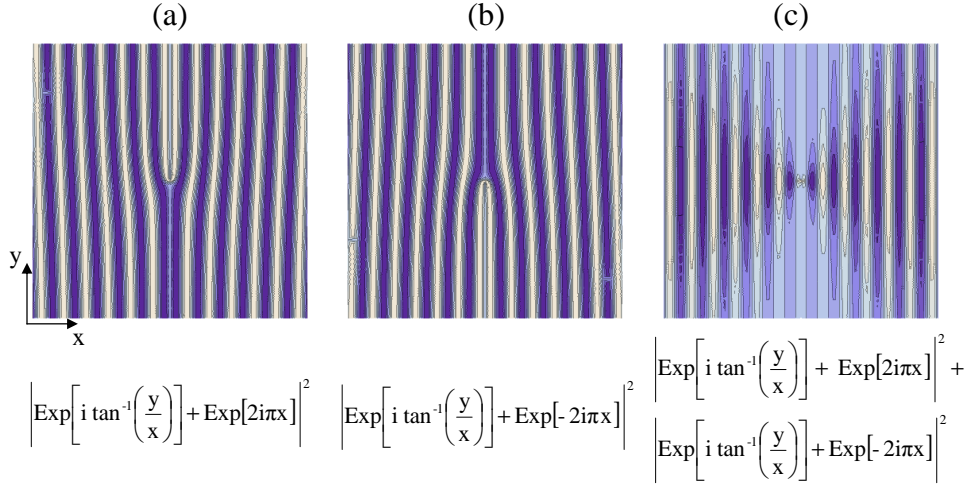 (a) (b) (c)
y
x
|Exp[i tan⁻¹(y/x)] + Exp[2iπx]|²
|Exp[i tan⁻¹(y/x)] + Exp[-2iπx]|²
|Exp[i tan⁻¹(y/x)] + Exp[2iπx]|² +
|Exp[i tan⁻¹(y/x)] + Exp[-2iπx]|²